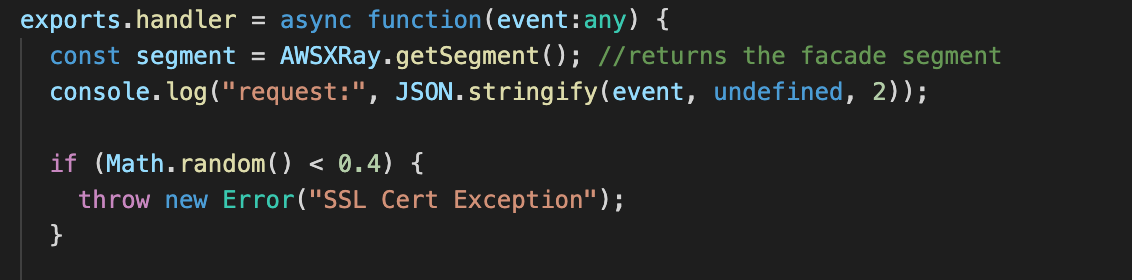 exports.handler = async function(event:any) {
const segment = AWSXRay.getSegment(); //returns the facade segment
console.log("request:", JSON.stringify(event, undefined, 2));
if (Math.random() < 0.4) {
throw new Error("SSL Cert Exception");
}